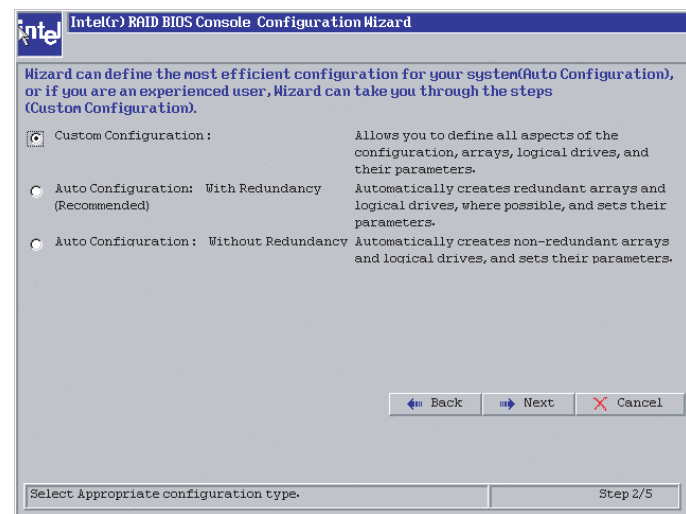 intel
Intel(r) RAID BIOS Console Configuration Wizard
Wizard can define the most efficient configuration for your system(Auto Configuration),
or if you are an experienced user, Wizard can take you through the steps
(Custom Configuration).
Custom Configuration: Allows you to define all aspects of the
configuration, arrays, logical drives, and
their parameters.
Auto Configuration: With Redundancy Automatically creates redundant arrays and
(Recommended) logical drives, where possible, and sets their
parameters.
Auto Configuration: Without Redundancy Automatically creates non-redundant arrays
and logical drives, and sets their parameters.
Back Next Cancel
Select Appropriate configuration type. Step 2/5